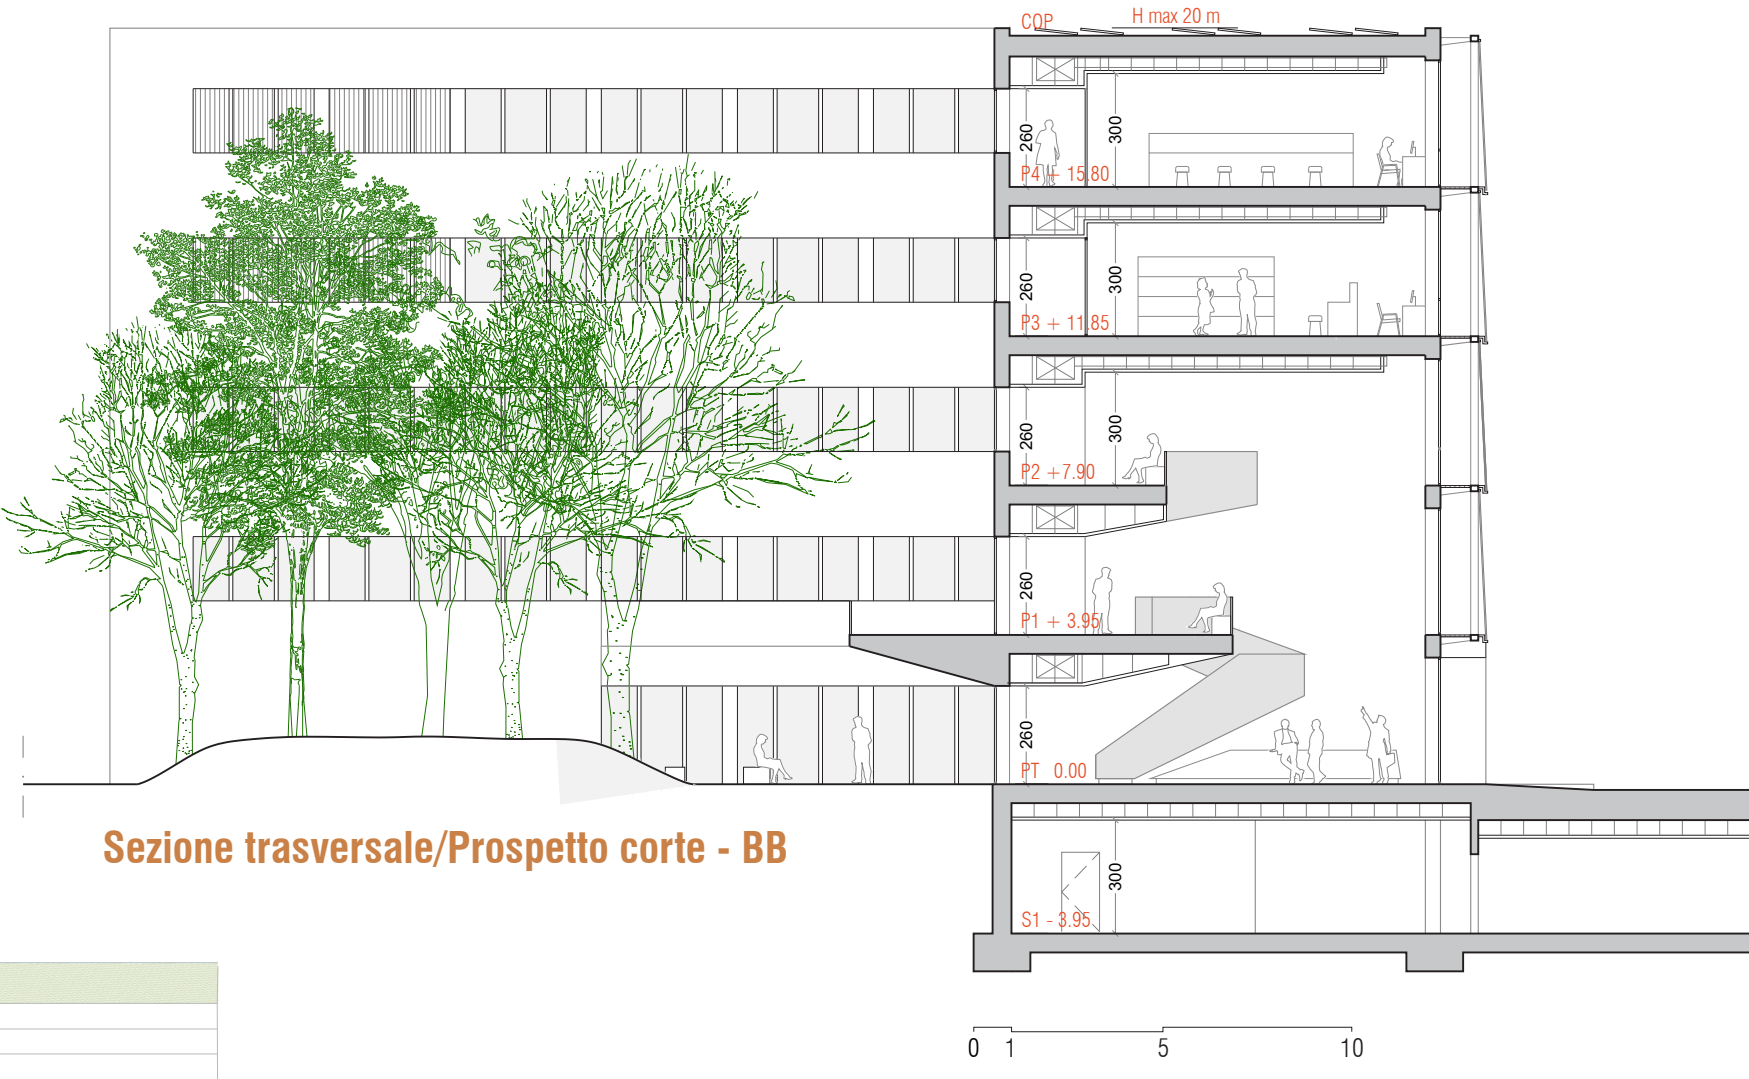 COP
H max 20 m
260
300
P4 + 15.80
260
300
P3 + 11.85
260
300
P2 +7.90
260
P1 + 3.95
260
PT 0.00
Sezione trasversale/Prospetto corte - BB
300
S1 - 3.95
0 1 5 10